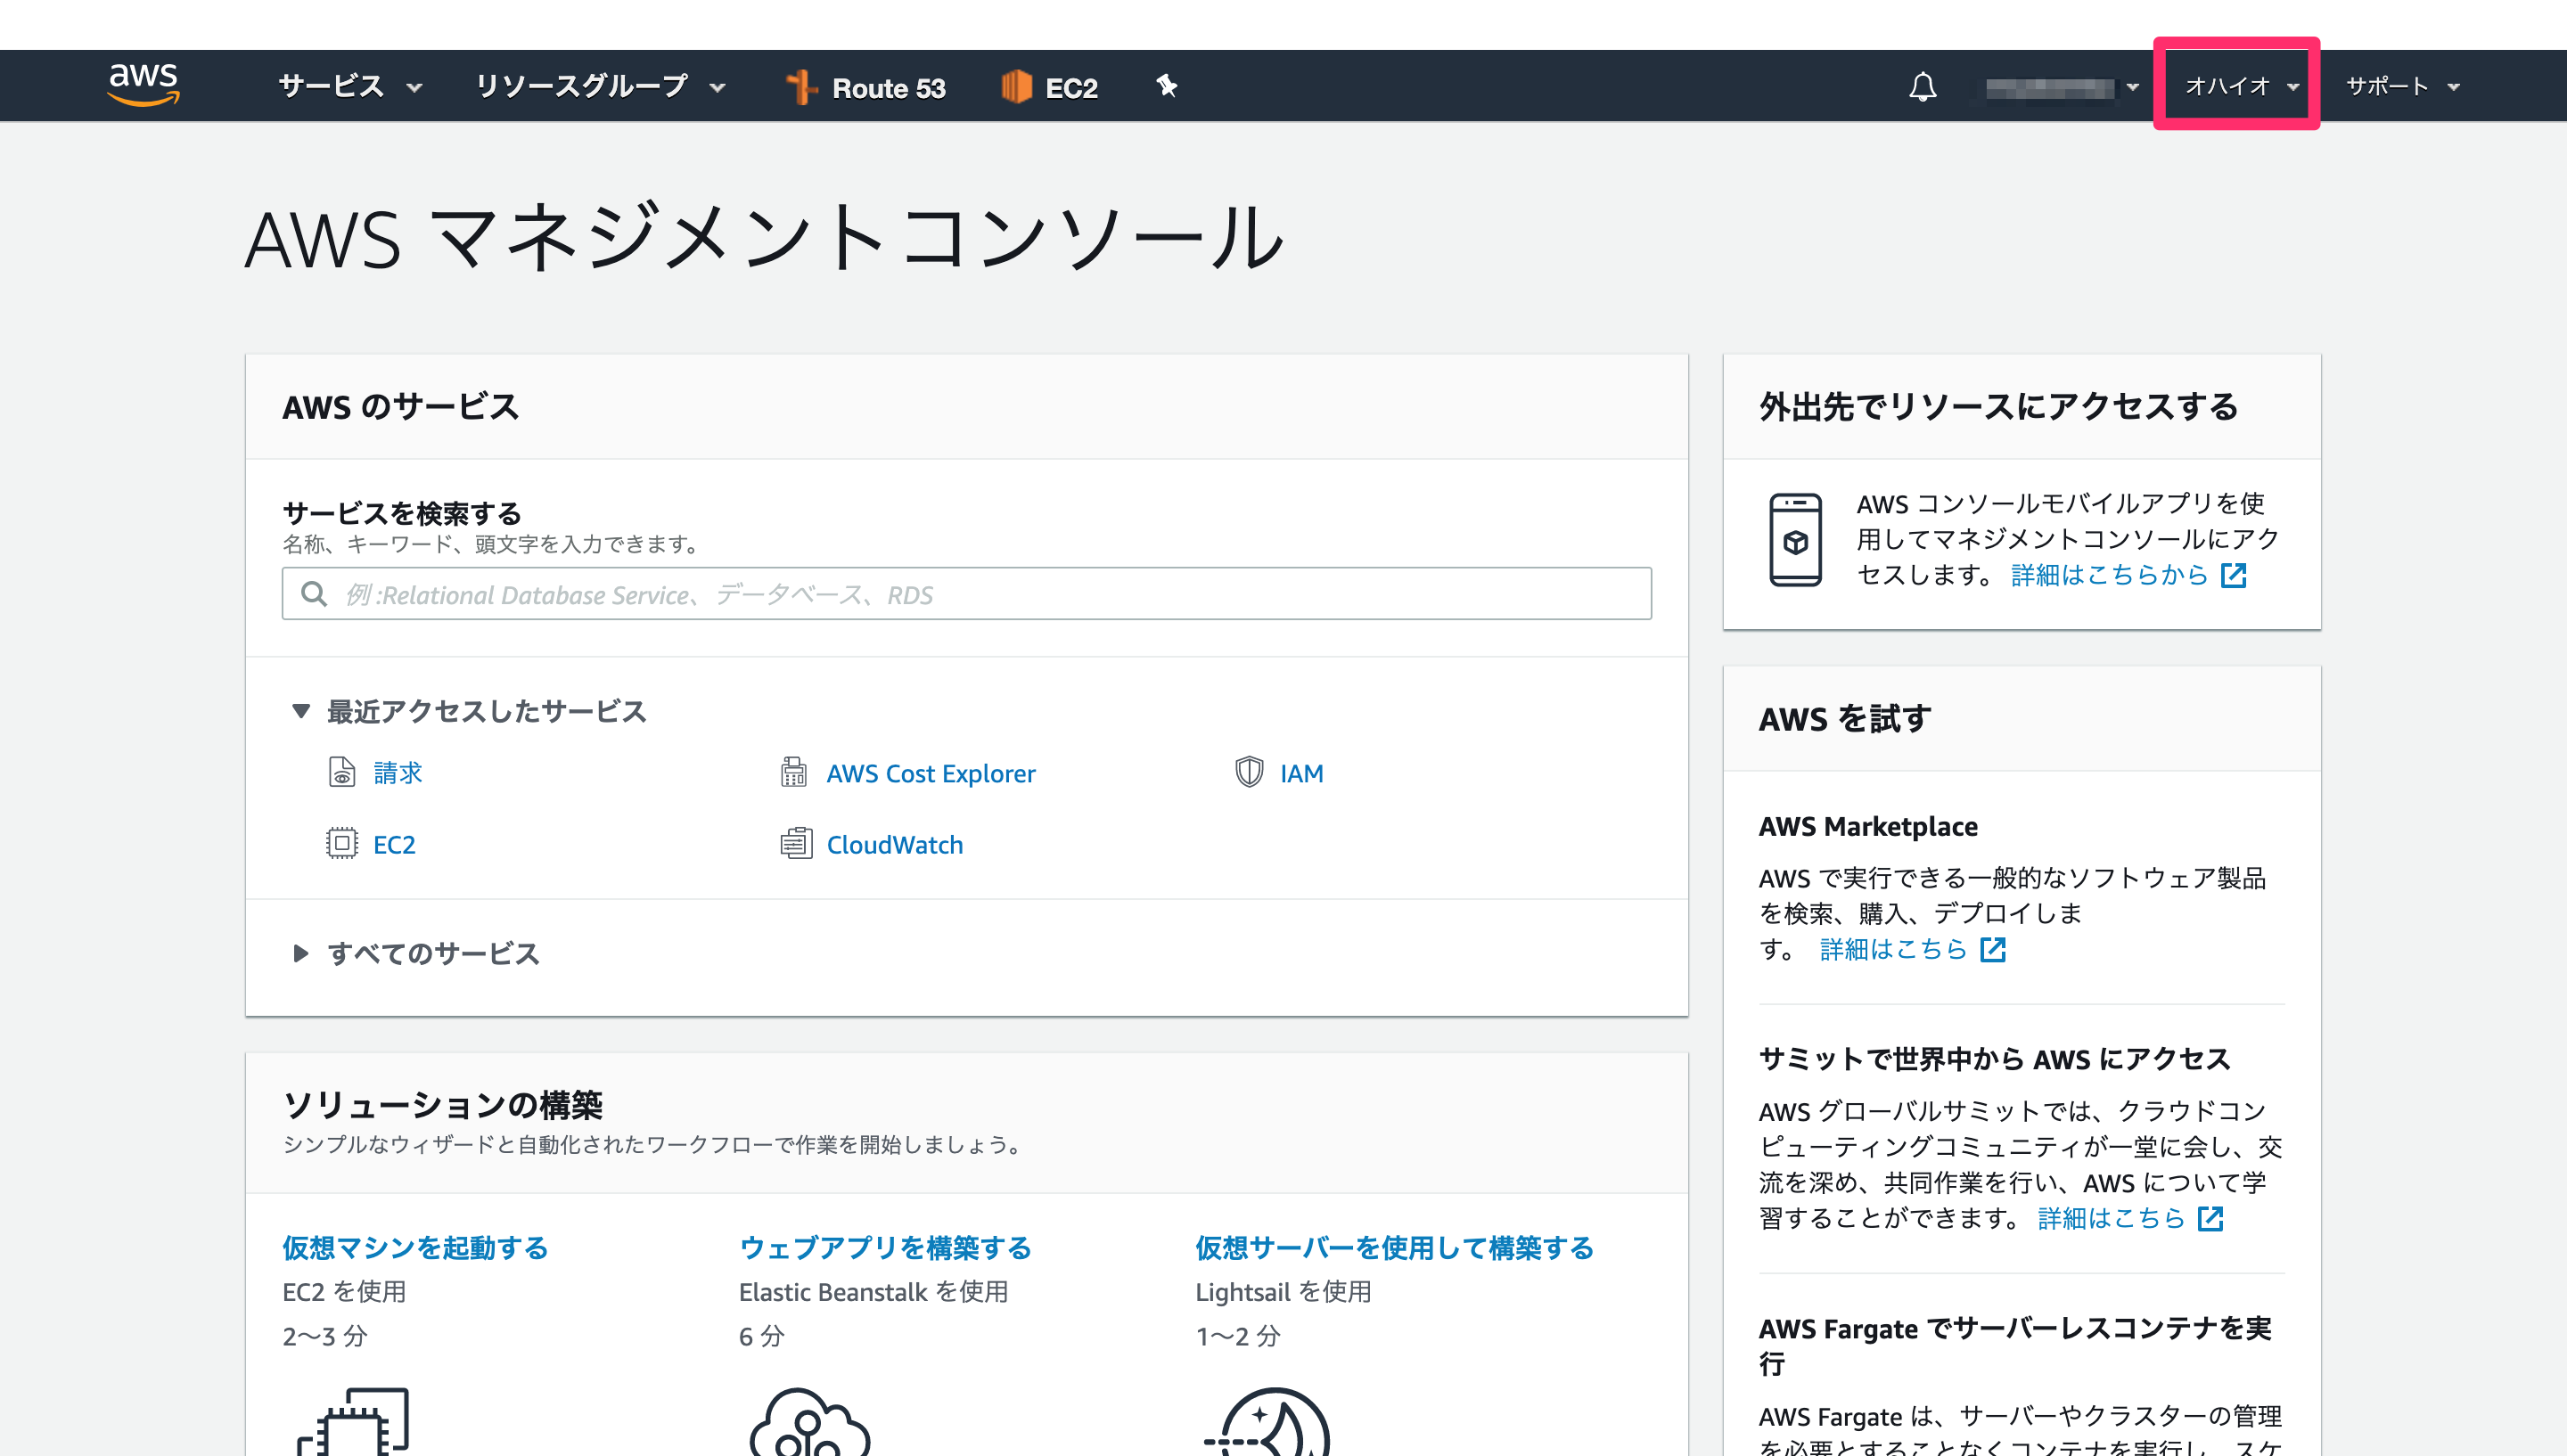 aws
サービス
リソースグループ
Route 53
EC2
オハイオ
サポート
AWS マネジメントコンソール
AWS のサービス
サービスを検索する
名称、キーワード、頭文字を入力できます。
例 :Relational Database Service、データベース、RDS
最近アクセスしたサービス
請求
AWS Cost Explorer
IAM
EC2
CloudWatch
すべてのサービス
ソリューションの構築
シンプルなウィザードと自動化されたワークフローで作業を開始しましょう。
仮想マシンを起動する
EC2 を使用
2～3 分
ウェブアプリを構築する
Elastic Beanstalk を使用
6 分
仮想サーバーを使用して構築する
Lightsail を使用
1～2 分
外出先でリソースにアクセスする
AWS コンソールモバイルアプリを使
用してマネジメントコンソールにアク
セスします。 詳細はこちらから
AWS を試す
AWS Marketplace
AWS で実行できる一般的なソフトウェア製品
を検索、購入、デプロイしま
す。 詳細はこちら
サミットで世界中から AWS にアクセス
AWS グローバルサミットでは、クラウドコン
ピューティングコミュニティが一堂に会し、交
流を深め、共同作業を行い、AWS について学
習することができます。 詳細はこちら
AWS Fargate でサーバーレスコンテナを実
行
AWS Fargate は、サーバーやクラスターの管理
を必要とすることなくコンテナを実行し、スケ